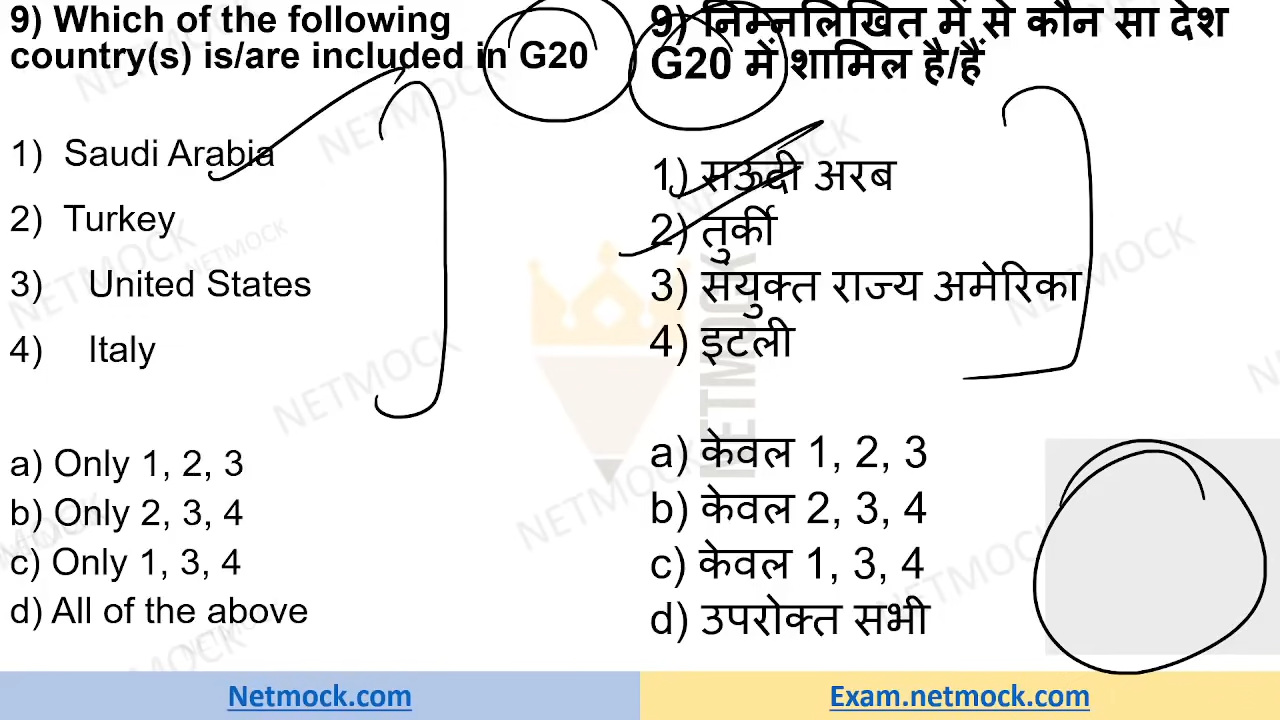 9) Which of the following
country(s) is/are included in G20
1) Saudi Arabia
2) Turkey
3) United States
4) Italy
a) Only 1, 2, 3
b) Only 2, 3, 4
c) Only 1, 3, 4
d) All of the above
9) निम्नलिखित में से कौन सा देश
G20 में शामिल है/हैं
1) सऊदी अरब
2) तुर्की
3) संयुक्त राज्य अमेरिका
4) इटली
a) केवल 1, 2, 3
b) केवल 2, 3, 4
c) केवल 1, 3, 4
d) उपरोक्त सभी
NETMOCK
Netmock.com
Exam.netmock.com